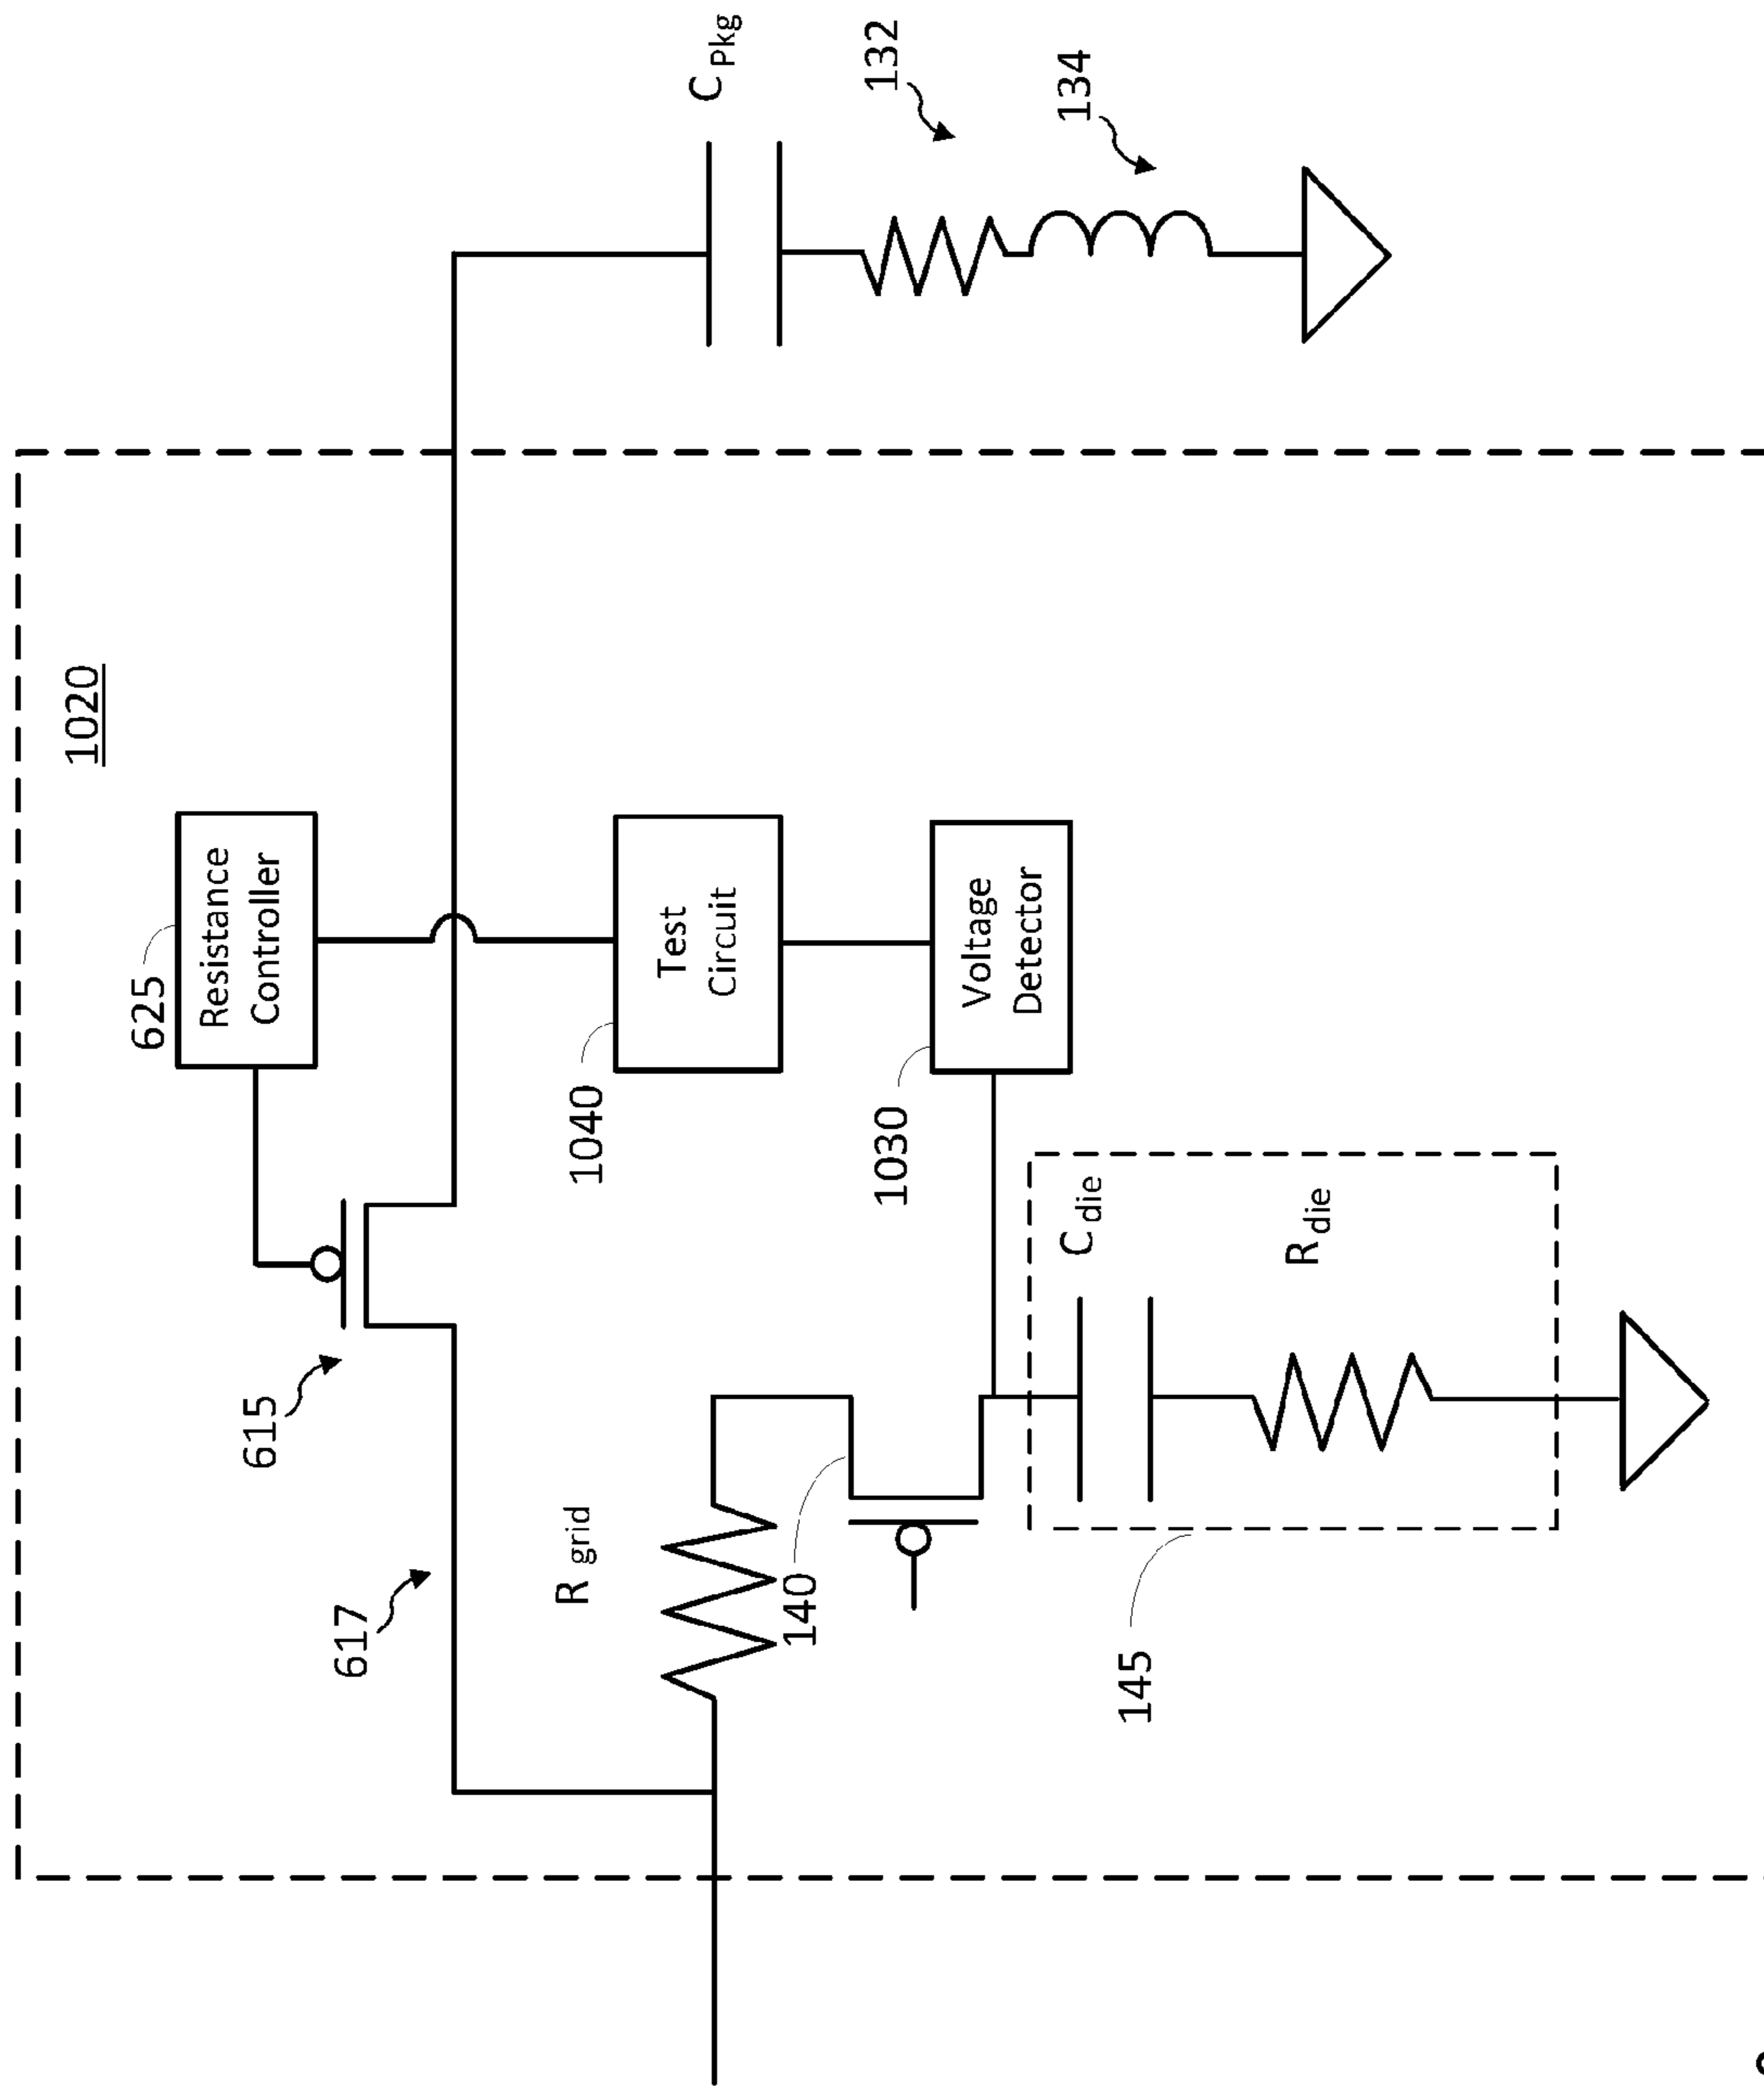 1020
625
Resistance
Controller
615
617
C Pkg
132
134
1040
Test
Circuit
R grid
140
1030
Voltage
Detector
C die
R die
145